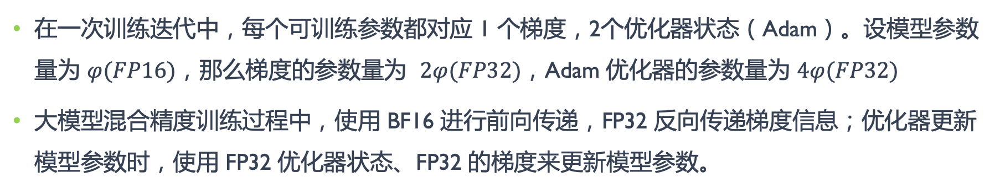 • 在一次训练迭代中，每个可训练参数都对应 1 个梯度，2个优化器状态（Adam）。设模型参数
量为 φ(FP16)，那么梯度的参数量为 2φ(FP32)，Adam 优化器的参数量为 4φ(FP32)
• 大模型混合精度训练过程中，使用 BF16 进行前向传递，FP32 反向传递梯度信息；优化器更新
模型参数时，使用 FP32 优化器状态、FP32 的梯度来更新模型参数。